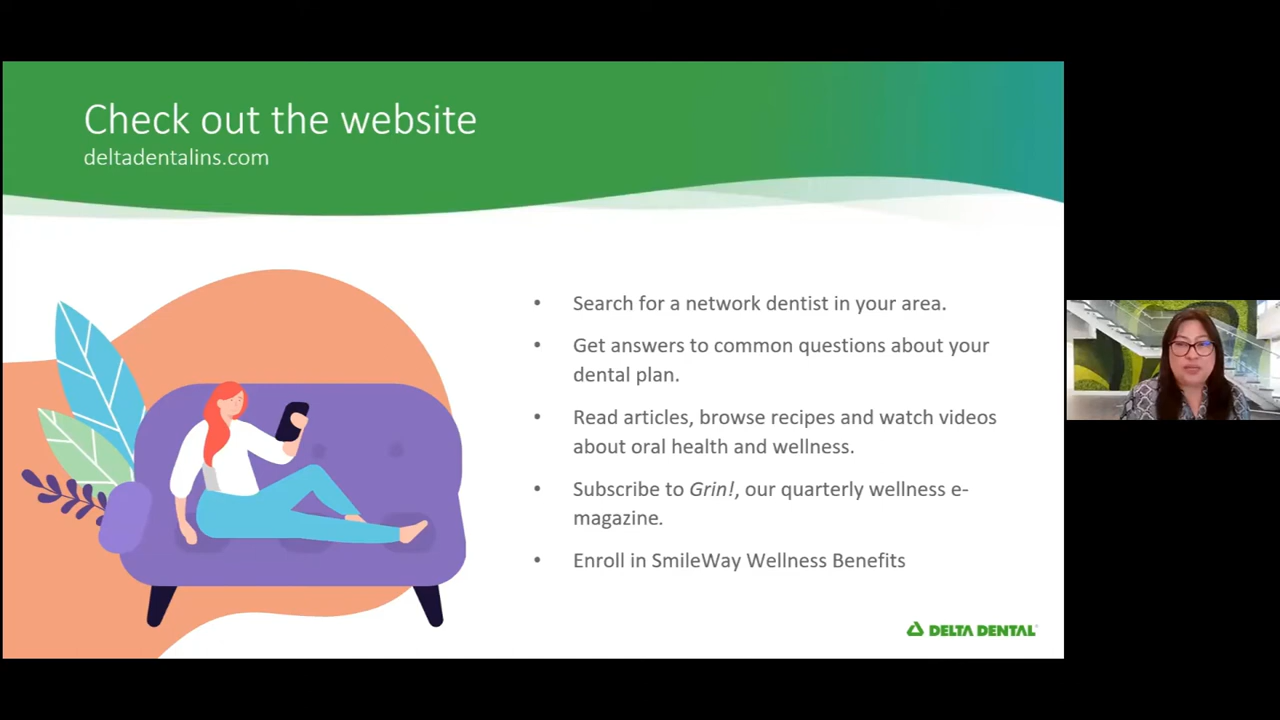 Check out the website
deltadentalins.com
• Search for a network dentist in your area.
• Get answers to common questions about your
dental plan.
• Read articles, browse recipes and watch videos
about oral health and wellness.
• Subscribe to Grin!, our quarterly wellness e-
magazine.
• Enroll in SmileWay Wellness Benefits
DELTA DENTAL®